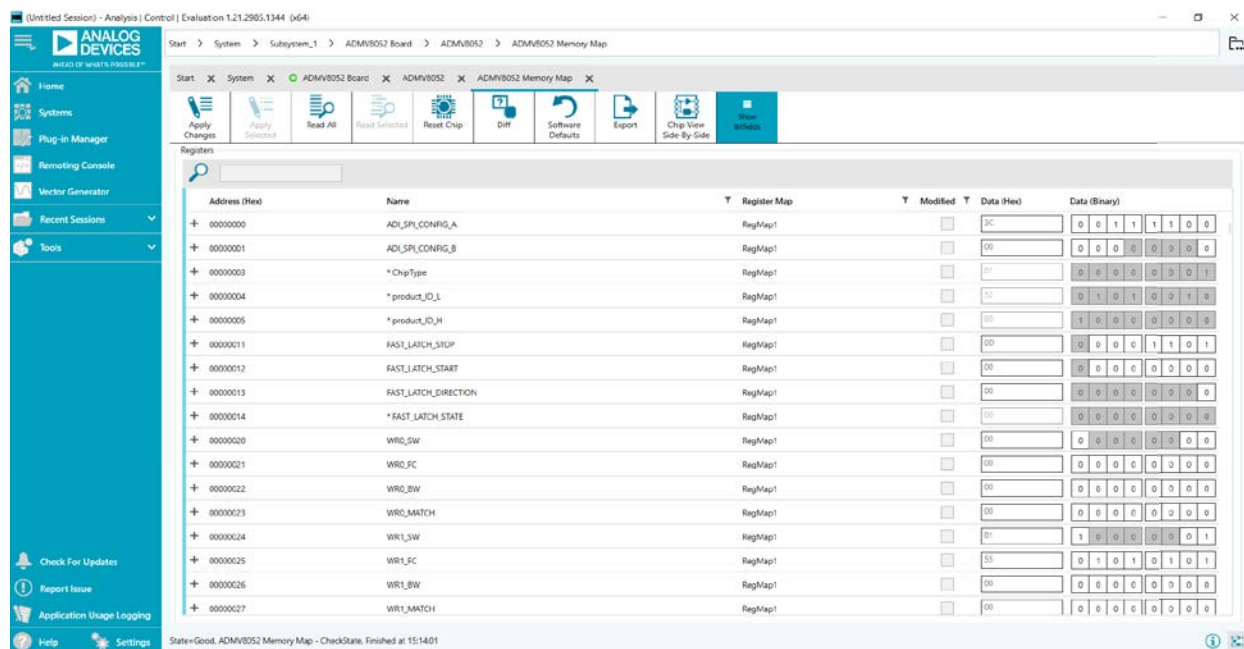 (Untitled Session) - Analysis | Control | Evaluation 1.21.2985.1344 (x64)
ANALOG DEVICES
AHEAD OF WHAT'S POSSIBLE™
Start > System > Subsystem_1 > ADMV8052 Board > ADMV8052 > ADMV8052 Memory Map
Start X System X ADMV8052 Board X ADMV8052 X ADMV8052 Memory Map X
Home
Systems
Plug-in Manager
Remoting Console
Vector Generator
Recent Sessions
Tools
Check For Updates
Report Issue
Application Usage Logging
Help Settings
Apply Changes
Apply Selected
Read All
Read Selected
Reset Chip
Diff
Software Defaults
Export
Chip View Side-By-Side
Show Bitfields
Registers
Address (Hex) Name Register Map Modified Data (Hex) Data (Binary)
+ 00000000 ADI_SPI_CONFIG_A RegMap1 3C 0 0 1 1 1 1 0 0
+ 00000001 ADI_SPI_CONFIG_B RegMap1 00 0 0 0 0 0 0 0 0
+ 00000003 * ChipType RegMap1 01 0 0 0 0 0 0 0 1
+ 00000004 * product_ID_L RegMap1 52 0 1 0 1 0 0 1 0
+ 00000005 * product_ID_H RegMap1 80 1 0 0 0 0 0 0 0
+ 00000011 FAST_LATCH_STOP RegMap1 0D 0 0 0 0 1 1 0 1
+ 00000012 FAST_LATCH_START RegMap1 00 0 0 0 0 0 0 0 0
+ 00000013 FAST_LATCH_DIRECTION RegMap1 00 0 0 0 0 0 0 0 0
+ 00000014 * FAST_LATCH_STATE RegMap1 00 0 0 0 0 0 0 0 0
+ 00000020 WR0_SW RegMap1 00 0 0 0 0 0 0 0 0
+ 00000021 WR0_FC RegMap1 00 0 0 0 0 0 0 0 0
+ 00000022 WR0_BW RegMap1 00 0 0 0 0 0 0 0 0
+ 00000023 WR0_MATCH RegMap1 00 0 0 0 0 0 0 0 0
+ 00000024 WR1_SW RegMap1 81 1 0 0 0 0 0 0 1
+ 00000025 WR1_FC RegMap1 55 0 1 0 1 0 1 0 1
+ 00000026 WR1_BW RegMap1 00 0 0 0 0 0 0 0 0
+ 00000027 WR1_MATCH RegMap1 00 0 0 0 0 0 0 0 0
State=Good, ADMV8052 Memory Map - CheckState, Finished at 15:14:01